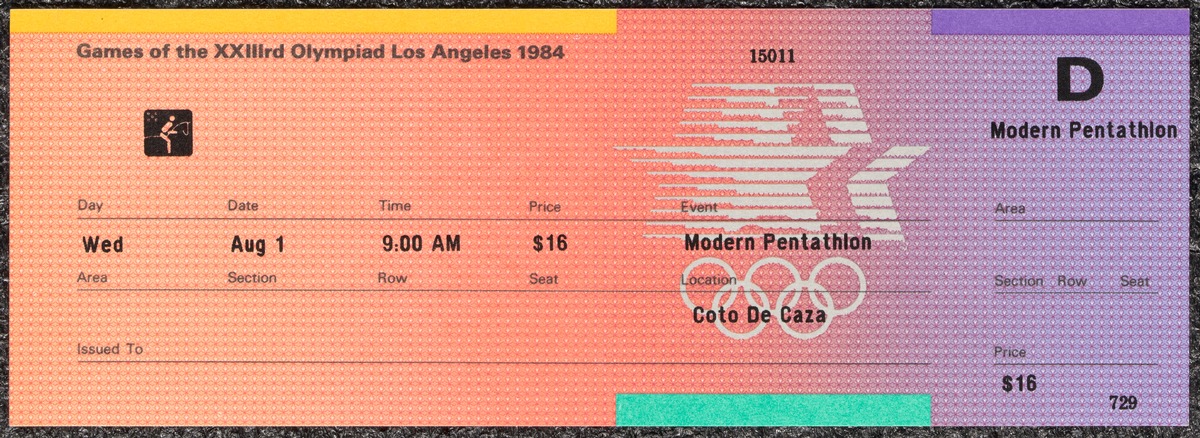 Games of the XXIIIrd Olympiad Los Angeles 1984
15011
D
Modern Pentathlon
Day Date Time Price Event
Wed Aug 1 9:00 AM $16 Modern Pentathlon
Area Section Row Seat Location
Coto De Caza
Issued To
Area
Section Row Seat
Price
$16
729